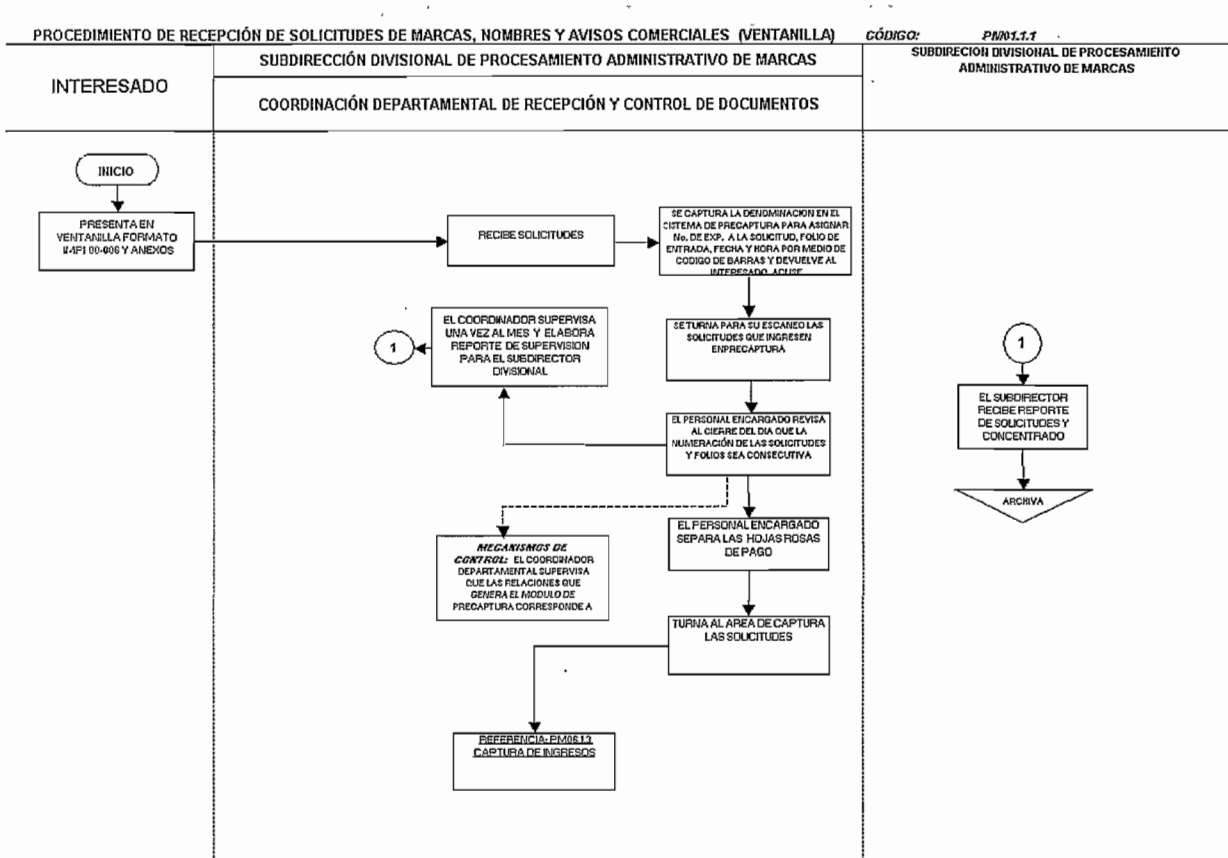 PROCEDIMIENTO DE RECEPCIÓN DE SOLICITUDES DE MARCAS, NOMBRES Y AVISOS COMERCIALES (VENTANILLA) CÓDIGO: PM01.1.1
INTERESADO
SUBDIRECCIÓN DIVISIONAL DE PROCESAMIENTO ADMINISTRATIVO DE MARCAS
COORDINACIÓN DEPARTAMENTAL DE RECEPCIÓN Y CONTROL DE DOCUMENTOS
SUBDIRECION DIVISIONAL DE PROCESAMIENTO
ADMINISTRATIVO DE MARCAS
INICIO
PRESENTA EN
VENTANILLA FORMATO
IMPI 00-006 Y ANEXOS
RECIBE SOLICITUDES
SE CAPTURA LA DENOMINACION EN EL
SISTEMA DE PRECAPTURA PARA ASIGNAR
No. DE EXP. A LA SOLICITUD, FOLIO DE
ENTRADA, FECHA Y HORA POR MEDIO DE
CODIGO DE BARRAS Y DEVUELVE AL
INTERESADO ACUSE
SE TURNA PARA SU ESCANEO LAS
SOLICITUDES QUE INGRESEN
ENPRECAPTURA
EL COORDINADOR SUPERVISA
UNA VEZ AL MES Y ELABORA
REPORTE DE SUPERVISION
PARA EL SUBDIRECTOR
DIVISIONAL
1
EL PERSONAL ENCARGADO REVISA
AL CIERRE DEL DIA QUE LA
NUMERACIÓN DE LAS SOLICITUDES
Y FOLIOS SEA CONSECUTIVA
MECANISMOS DE
CONTROL: EL COORDINADOR
DEPARTAMENTAL SUPERVISA
QUE LAS RELACIONES QUE
GENERA EL MODULO DE
PRECAPTURA CORRESPONDE A
EL PERSONAL ENCARGADO
SEPARA LAS HOJAS ROSAS
DE PAGO
TURNA AL AREA DE CAPTURA
LAS SOLICITUDES
REFERENCIA: PM06.1.3
CAPTURA DE INGRESOS
1
EL SUBDIRECTOR
RECIBE REPORTE
DE SOLICITUDES Y
CONCENTRADO
ARCHIVA